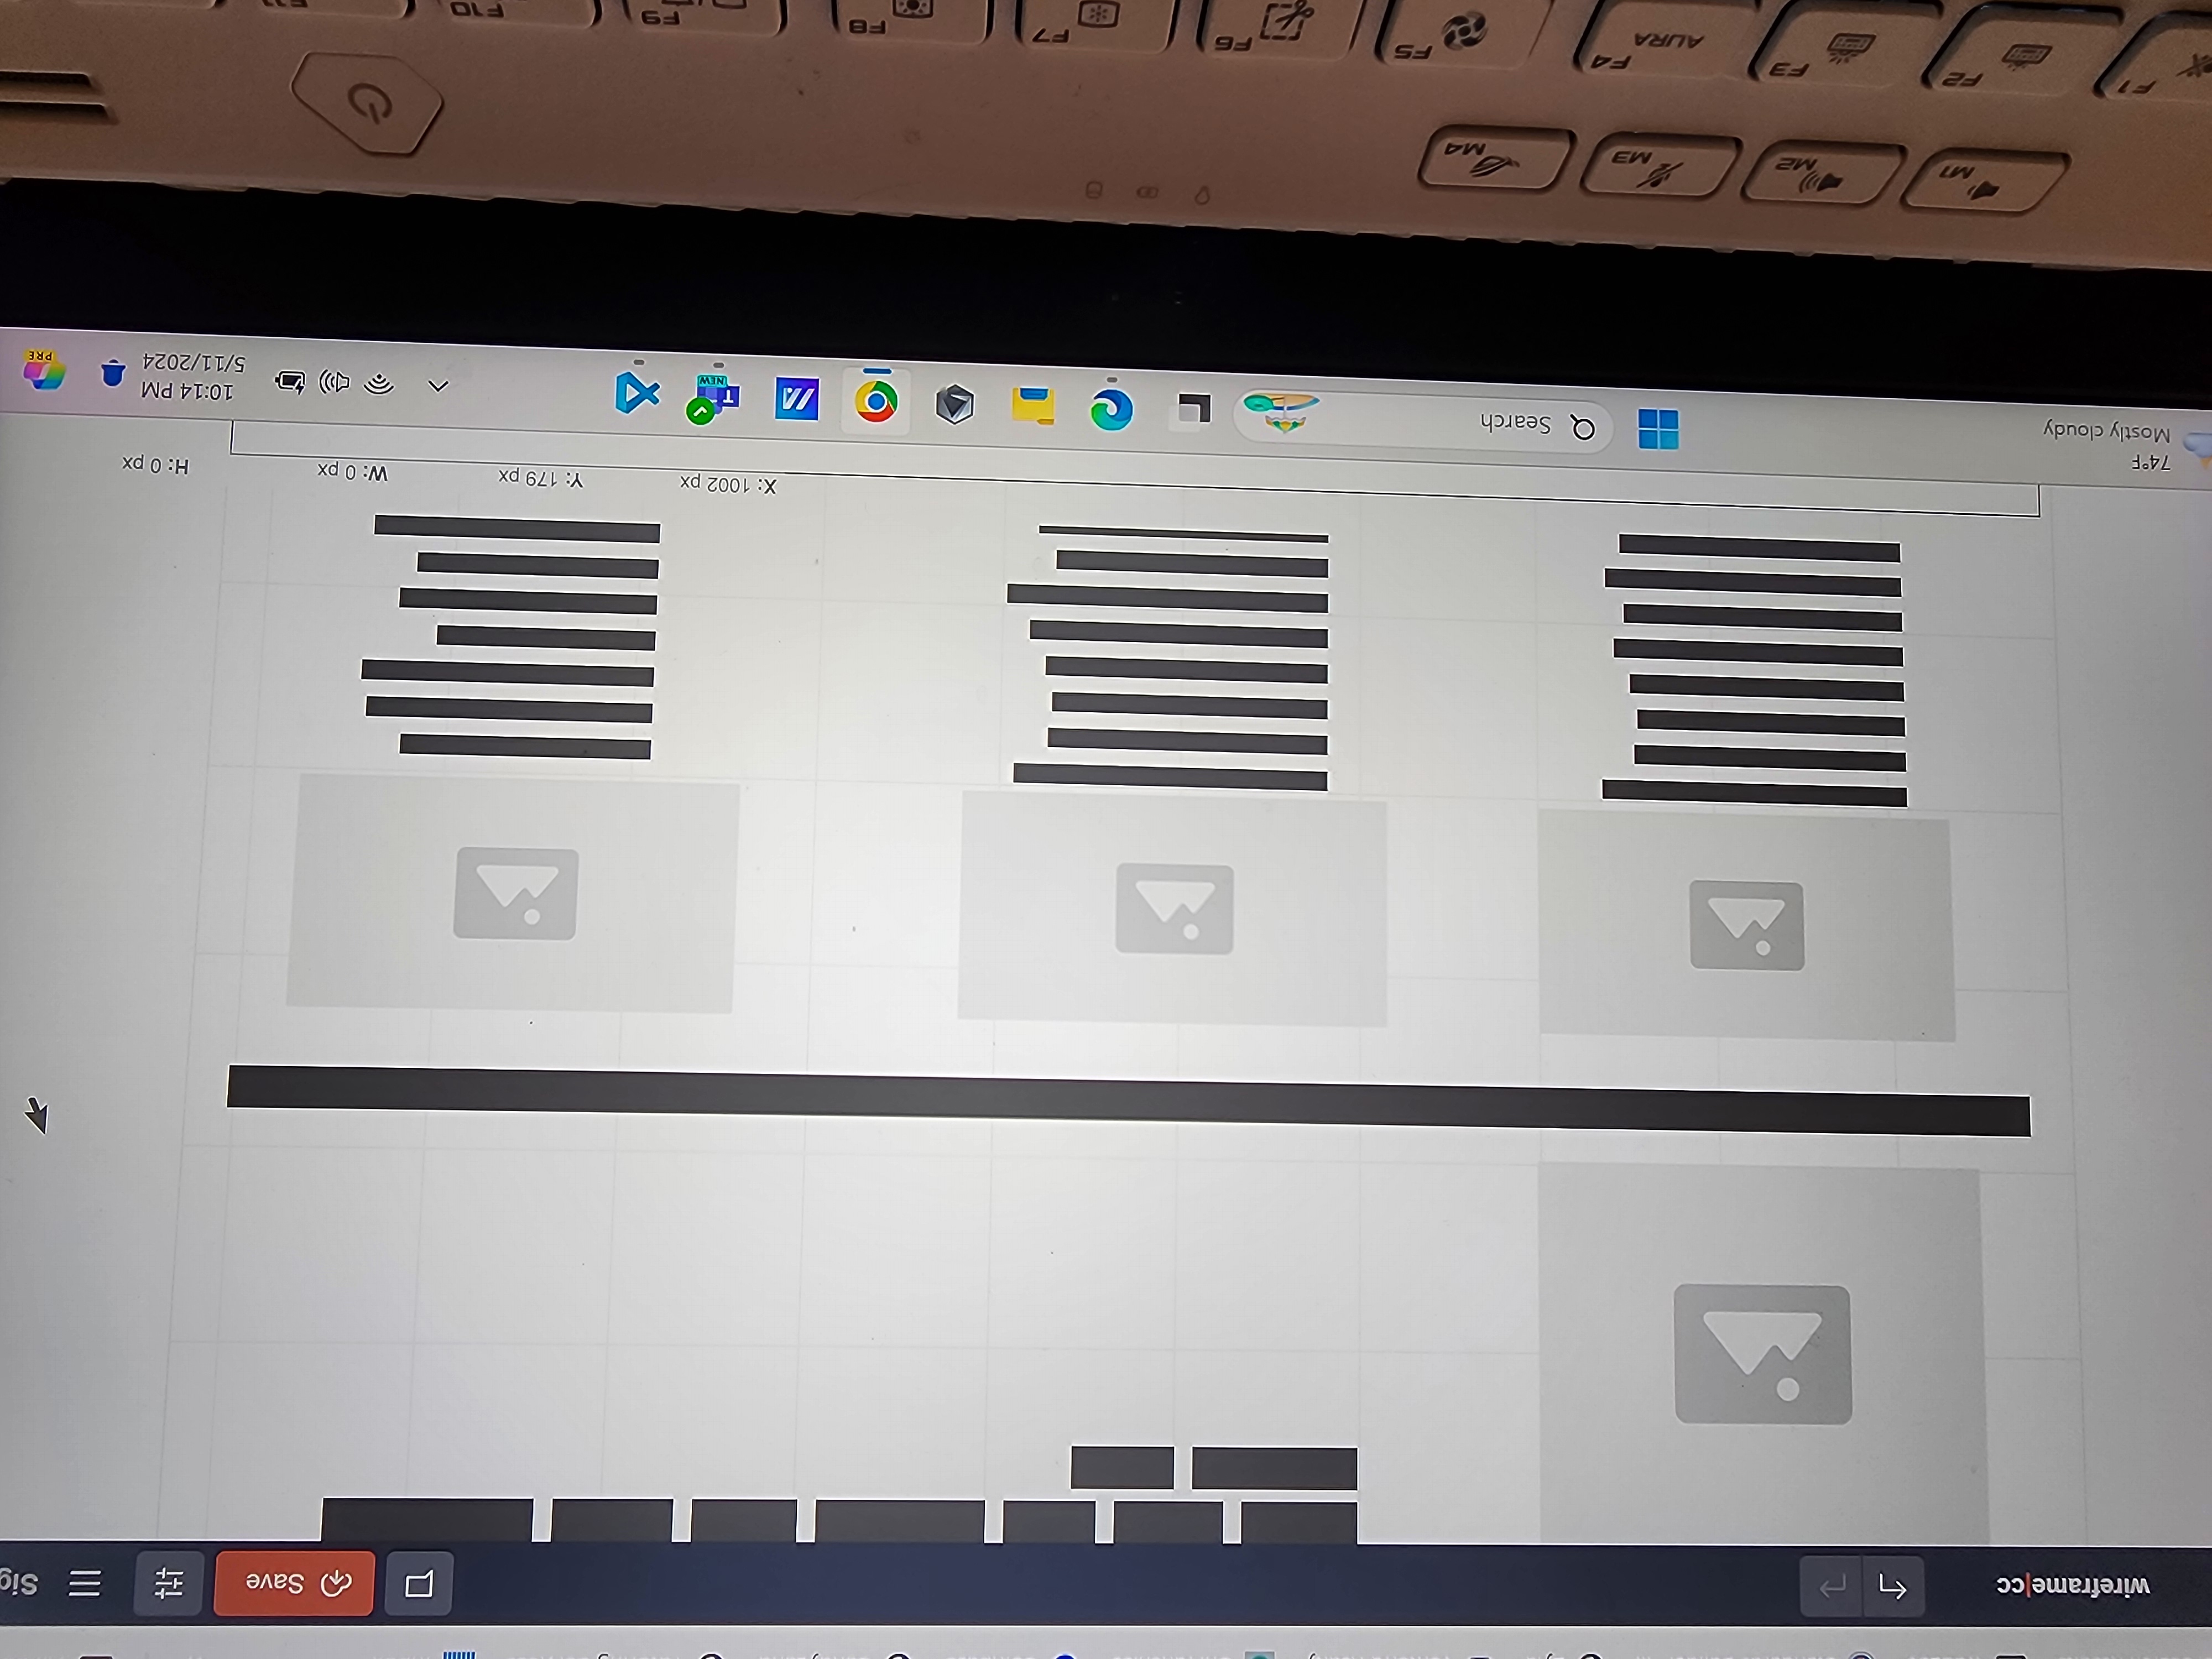 wireframe|cc
Save
X: 1002 px Y: 179 px W: 0 px H: 0 px
74°F
Mostly cloudy
Search
NEW
10:14 PM
5/11/2024
PRE
M1 M2 M3 M4
F1 F2 F3 F4 F5 F6 F7 F8 F9 F10
AURA